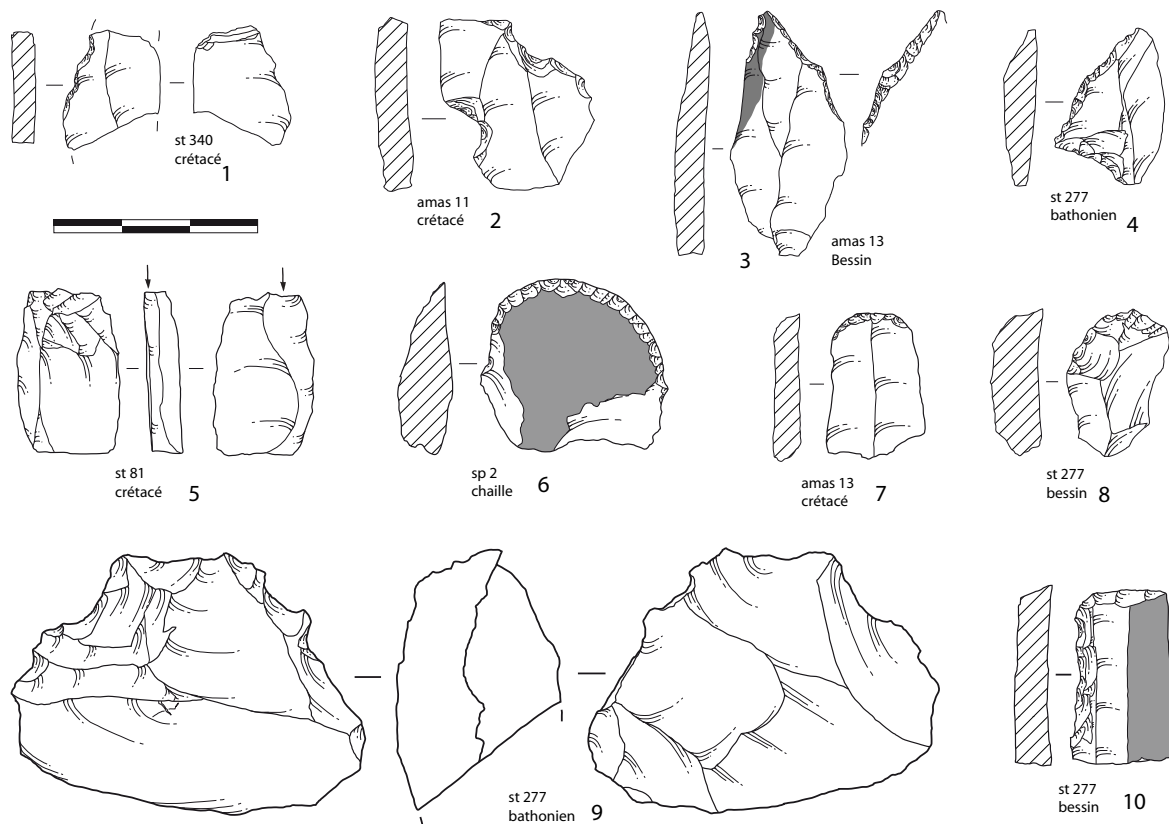 st 340
crétacé
1
amas 11
crétacé
2
3
amas 13
Bessin
st 277
bathonien
4
st 81
crétacé
5
sp 2
chaille
6
amas 13
crétacé
7
st 277
bessin
8
st 277
bathonien
9
st 277
bessin
10